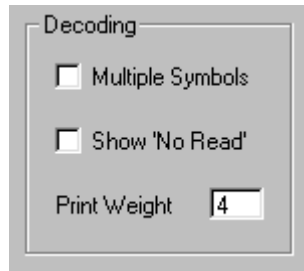 Decoding
Multiple Symbols
Show 'No Read'
Print Weight 4